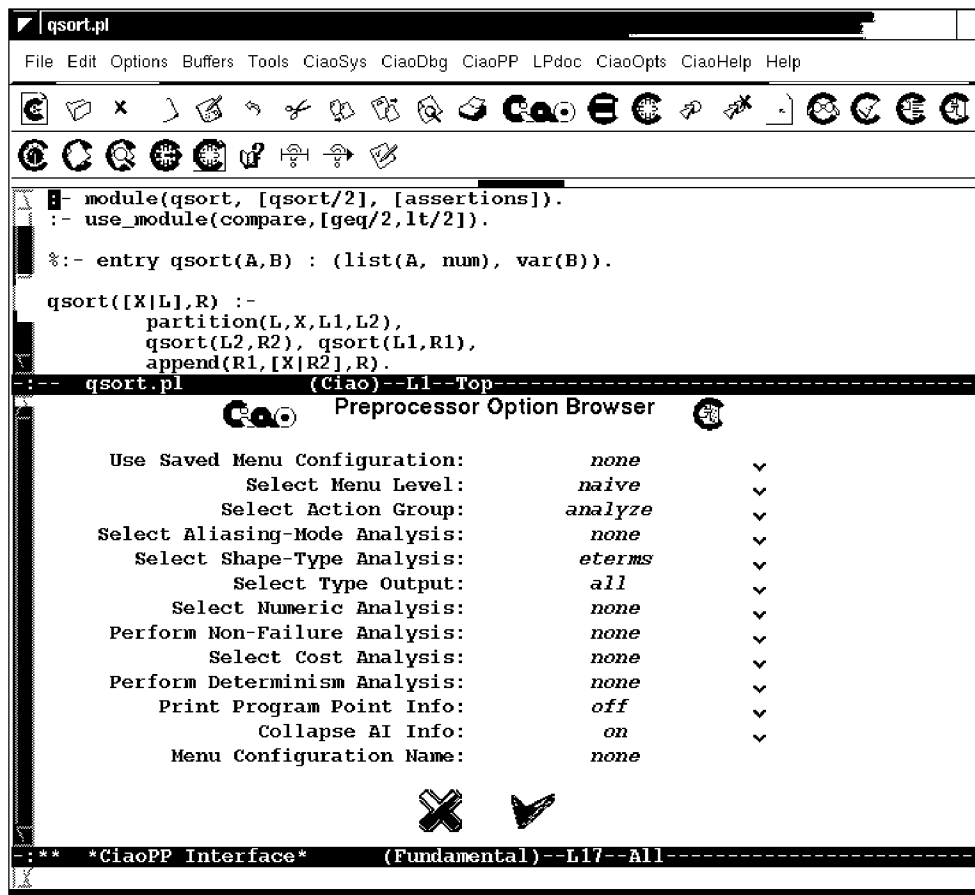 qsort.pl
File Edit Options Buffers Tools CiaoSys CiaoDbg CiaoPP LPdoc CiaoOpts CiaoHelp Help
Ciao
:- module(qsort, [qsort/2], [assertions]).
:- use_module(compare,[geq/2,lt/2]).
%:- entry qsort(A,B) : (list(A, num), var(B)).
qsort([X|L],R) :-
partition(L,X,L1,L2),
qsort(L2,R2), qsort(L1,R1),
append(R1,[X|R2],R).
-:-- qsort.pl (Ciao)--L1--Top---------------------------------------
Ciao Preprocessor Option Browser
Use Saved Menu Configuration: none
Select Menu Level: naive
Select Action Group: analyze
Select Aliasing-Mode Analysis: none
Select Shape-Type Analysis: eterms
Select Type Output: all
Select Numeric Analysis: none
Perform Non-Failure Analysis: none
Select Cost Analysis: none
Perform Determinism Analysis: none
Print Program Point Info: off
Collapse AI Info: on
Menu Configuration Name: none
-:** *CiaoPP Interface* (Fundamental)--L17--All-------------------------